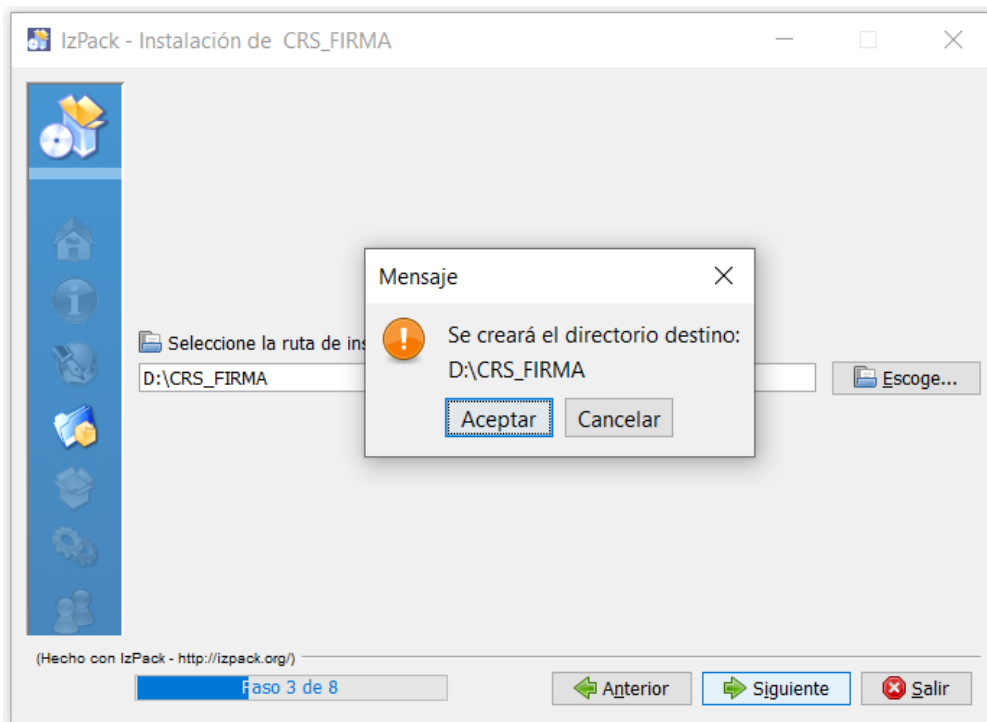 IzPack - Instalación de CRS_FIRMA
Mensaje
Se creará el directorio destino:
D:\CRS_FIRMA
Aceptar
Cancelar
Seleccione la ruta de
D:\CRS_FIRMA
Escoge...
(Hecho con IzPack - http://izpack.org/)
Paso 3 de 8
Anterior
Siguiente
Salir